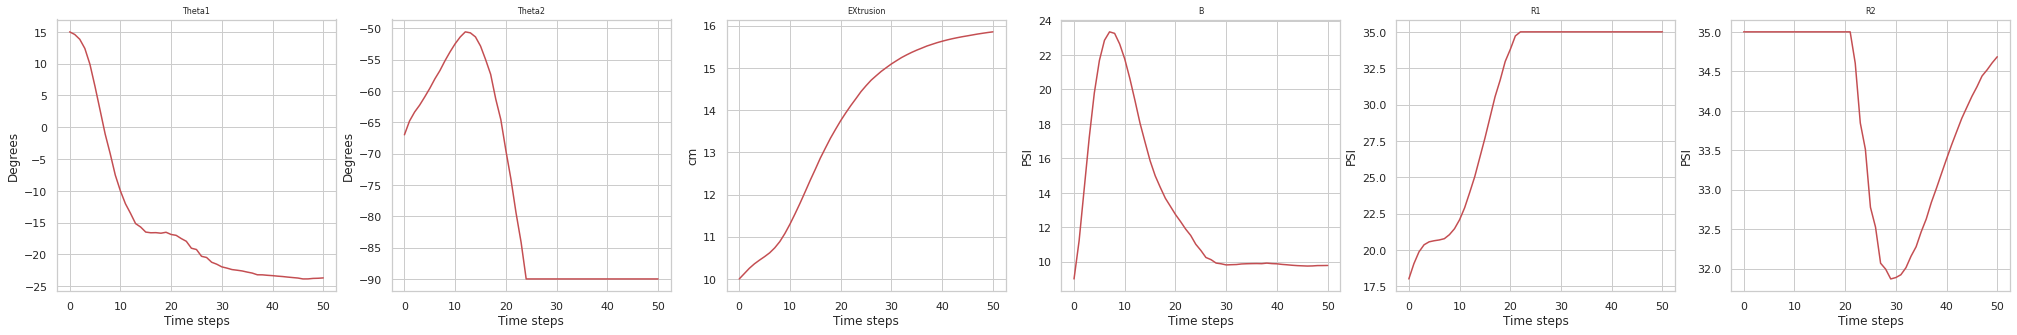 Theta1
Degrees
15
10
5
0
−5
−10
−15
−20
−25
0 10 20 30 40 50
Time steps
Theta2
Degrees
−50
−55
−60
−65
−70
−75
−80
−85
−90
0 10 20 30 40 50
Time steps
EXtrusion
cm
16
15
14
13
12
11
10
0 10 20 30 40 50
Time steps
B
PSI
24
22
20
18
16
14
12
10
0 10 20 30 40 50
Time steps
R1
PSI
35.0
32.5
30.0
27.5
25.0
22.5
20.0
17.5
0 10 20 30 40 50
Time steps
R2
PSI
35.0
34.5
34.0
33.5
33.0
32.5
32.0
0 10 20 30 40 50
Time steps